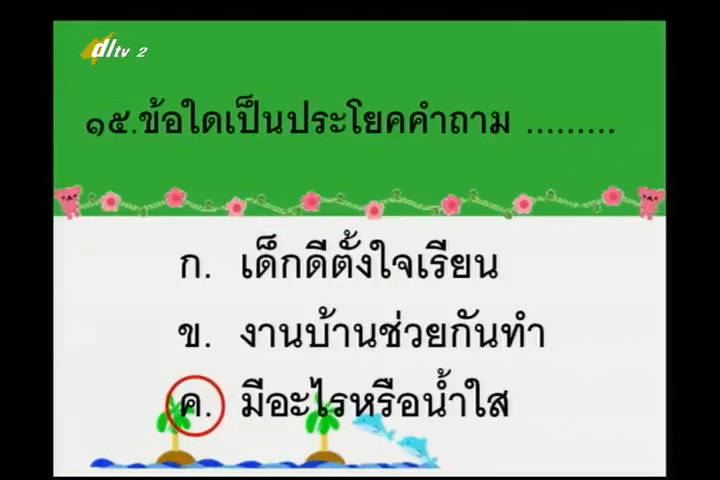 dltv 2
๑๕.ข้อใดเป็นประโยคคำถาม .........
ก. เด็กดีตั้งใจเรียน
ข. งานบ้านช่วยกันทำ
ค. มีอะไรหรือน้ำใส